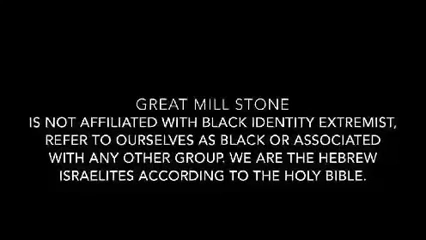 GREAT MILL STONE
IS NOT AFFILIATED WITH BLACK IDENTITY EXTREMIST,
REFER TO OURSELVES AS BLACK OR ASSOCIATED
WITH ANY OTHER GROUP. WE ARE THE HEBREW
ISRAELITES ACCORDING TO THE HOLY BIBLE.